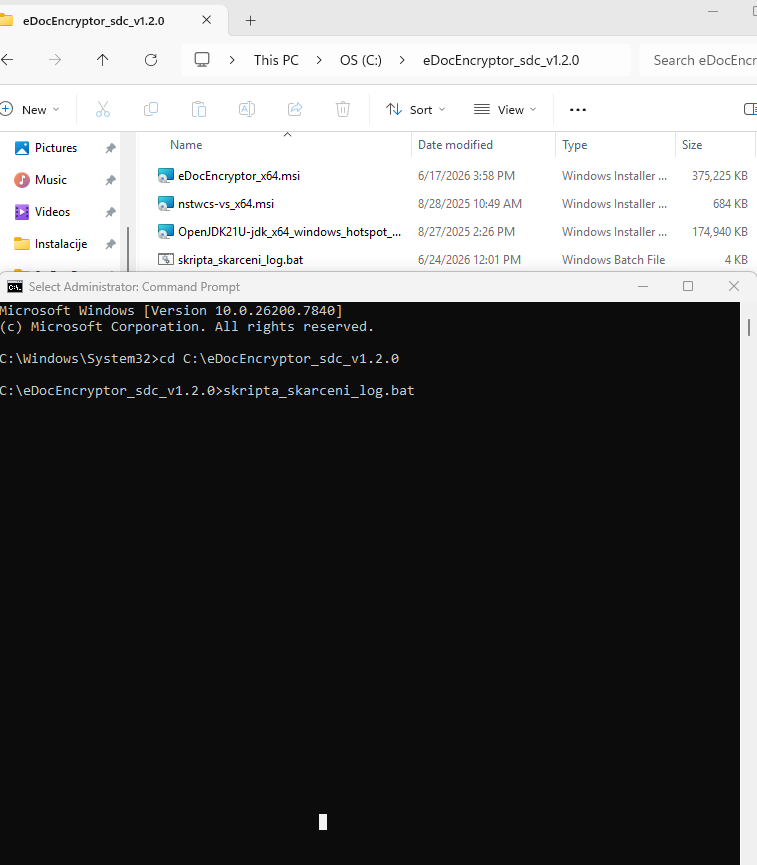 eDocEncryptor_sdc_v1.2.0
This PC > OS (C:) > eDocEncryptor_sdc_v1.2.0
Search eDocEncr
New
Sort
View
Name Date modified Type Size
Pictures
Music
Videos
Instalacije
eDocEncryptor_x64.msi 6/17/2026 3:58 PM Windows Installer ... 375,225 KB
nstwcs-vs_x64.msi 8/28/2025 10:49 AM Windows Installer ... 684 KB
OpenJDK21U-jdk_x64_windows_hotspot_... 8/27/2025 2:26 PM Windows Installer ... 174,940 KB
skripta_skarceni_log.bat 6/24/2026 12:01 PM Windows Batch File 4 KB
Select Administrator: Command Prompt
Microsoft Windows [Version 10.0.26200.7840]
(c) Microsoft Corporation. All rights reserved.
C:\Windows\System32>cd C:\eDocEncryptor_sdc_v1.2.0
C:\eDocEncryptor_sdc_v1.2.0>skripta_skarceni_log.bat